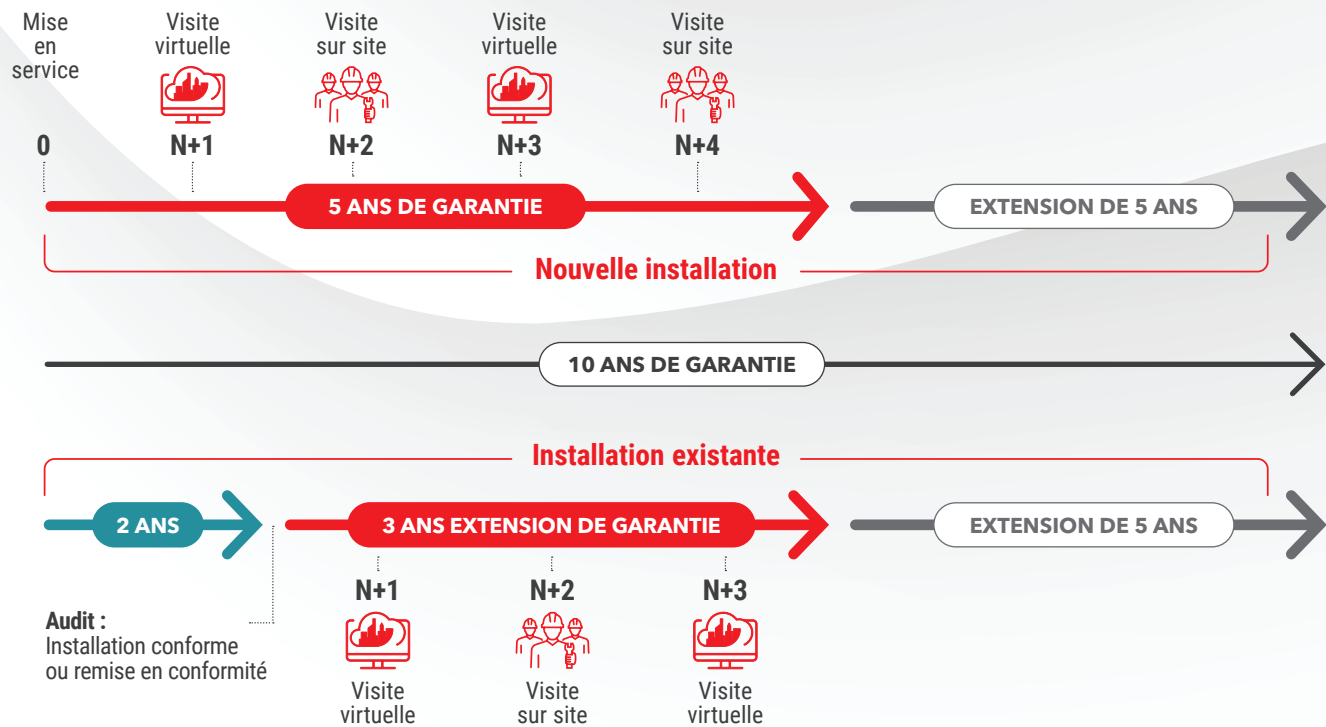 Mise
en
service
Visite
virtuelle
Visite
sur site
Visite
virtuelle
Visite
sur site
0
N+1
N+2
N+3
N+4
5 ANS DE GARANTIE
EXTENSION DE 5 ANS
Nouvelle installation
10 ANS DE GARANTIE
Installation existante
2 ANS
3 ANS EXTENSION DE GARANTIE
EXTENSION DE 5 ANS
Audit :
Installation conforme
ou remise en conformité
N+1
N+2
N+3
Visite
virtuelle
Visite
sur site
Visite
virtuelle